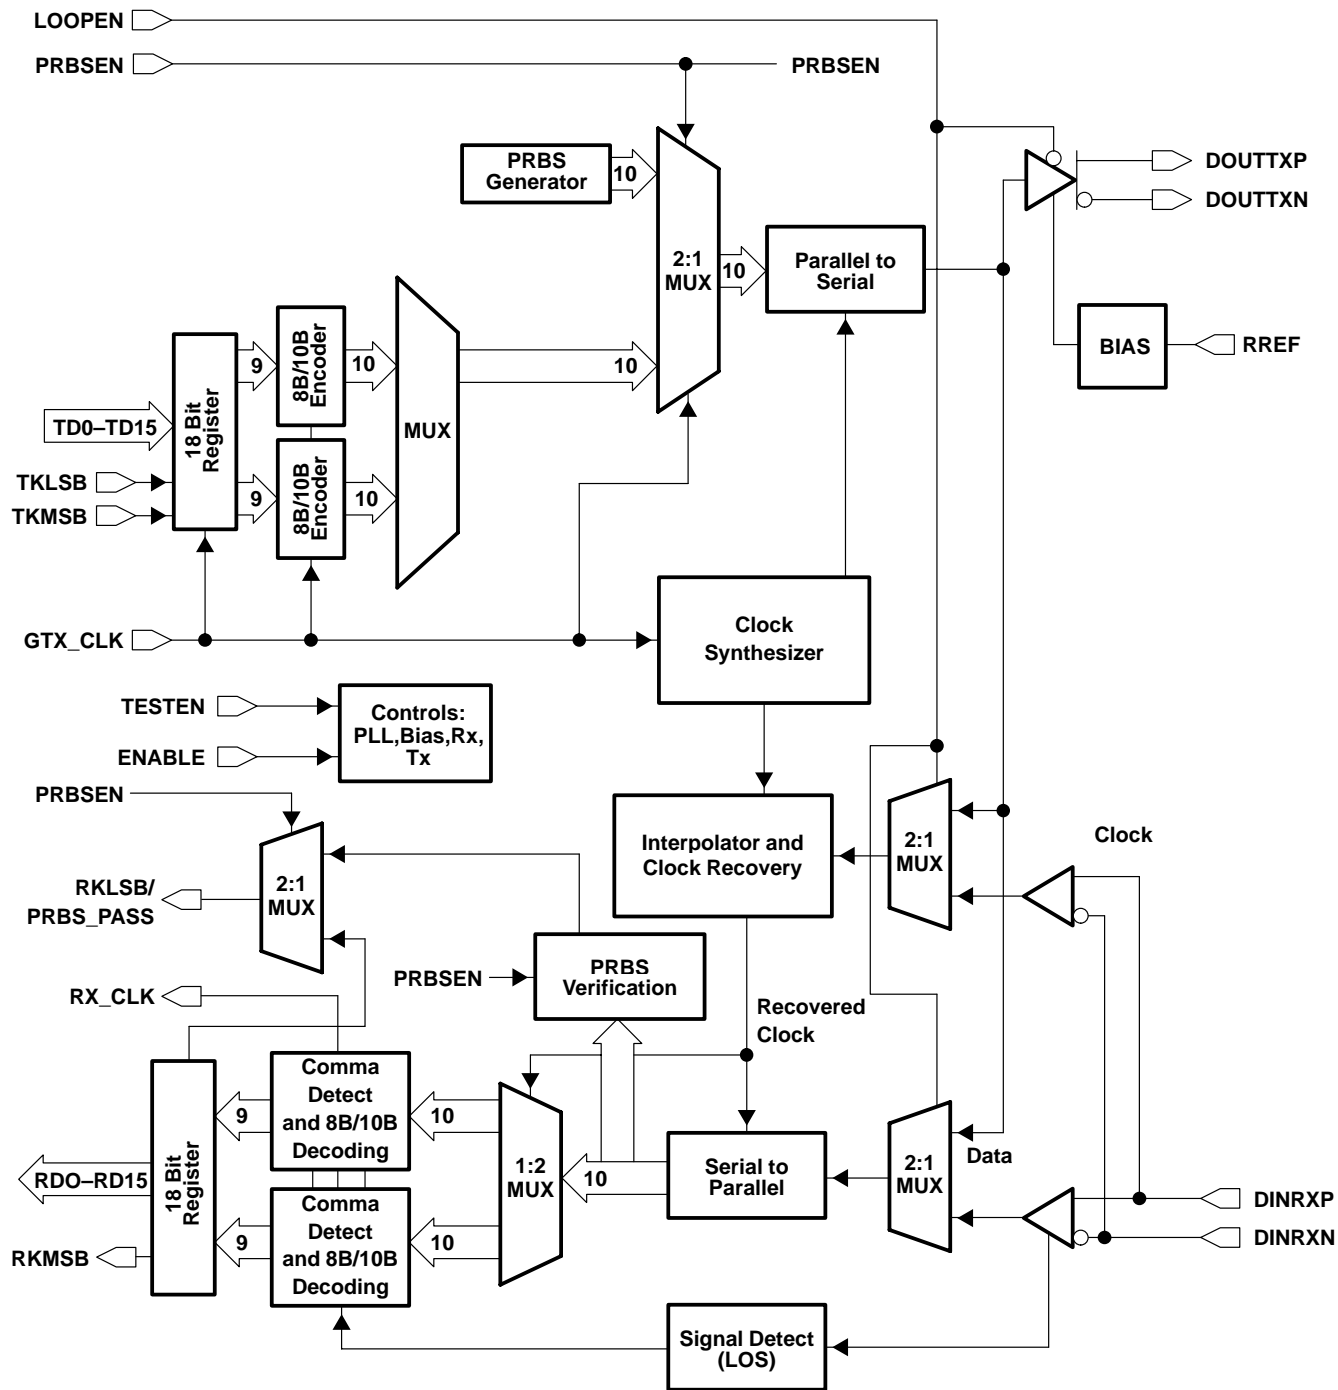 LOOPEN
PRBSEN
PRBSEN
PRBS
Generator
10
DOUTTXP
DOUTTXN
2:1
MUX
10
Parallel to
Serial
BIAS
RREF
TD0–TD15
18 Bit
Register
9
8B/10B
Encoder
10
10
MUX
TKLSB
TKMSB
9
8B/10B
Encoder
10
GTX_CLK
Clock
Synthesizer
TESTEN
ENABLE
Controls:
PLL,Bias,Rx,
Tx
PRBSEN
2:1
MUX
RKLSB/
PRBS_PASS
Interpolator and
Clock Recovery
2:1
MUX
Clock
PRBSEN
PRBS
Verification
RX_CLK
Recovered
Clock
Comma
Detect
and 8B/10B
Decoding
9
10
18 Bit
Register
RDO–RD15
RKMSB
1:2
MUX
10
Serial to
Parallel
2:1
MUX
Data
Comma
Detect
and 8B/10B
Decoding
9
10
DINRXP
DINRXN
Signal Detect
(LOS)